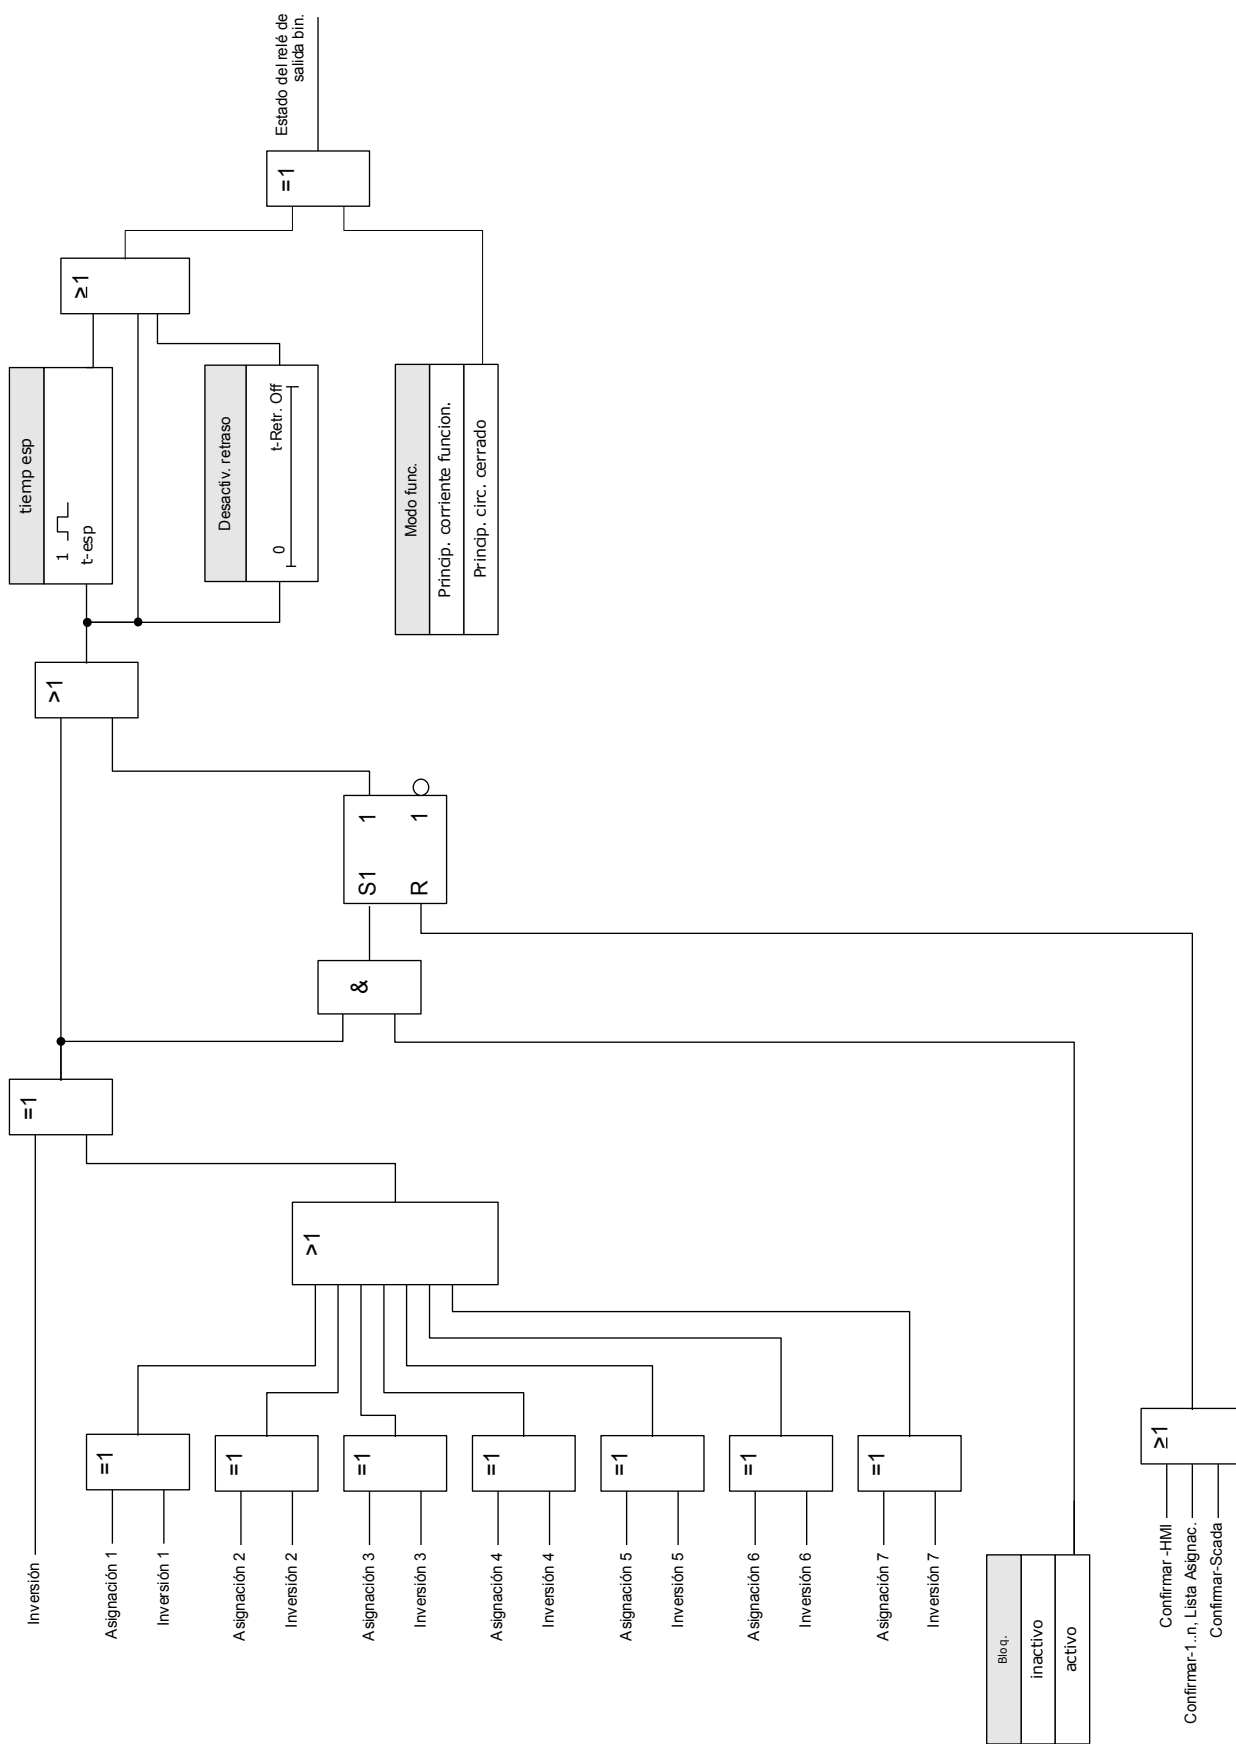 Inversión
Asignación 1
Inversión 1
Asignación 2
Inversión 2
Asignación 3
Inversión 3
Asignación 4
Inversión 4
Asignación 5
Inversión 5
Asignación 6
Inversión 6
Asignación 7
Inversión 7
Bloq.
inactivo
activo
Confirmar -HMI
Confirmar-1..n, Lista Asignac.
Confirmar-Scada
=1
=1
=1
=1
=1
=1
=1
≥1
>1
=1
&
S1 1
R 1
>1
tiemp esp
1
t-esp
Desactiv. retraso
0 t-Retr. Off
Modo func.
Princip. corriente funcion.
Princip. circ. cerrado
≥1
=1
Estado del relé de
salida bin.